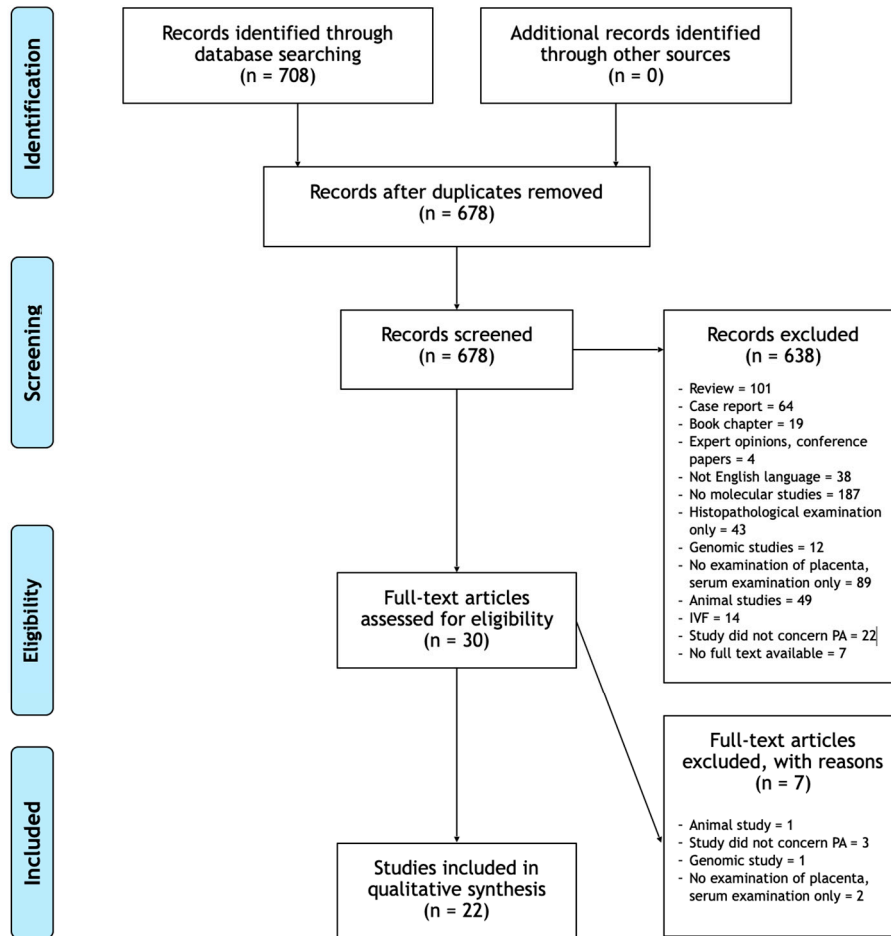 Identification
Records identified through
database searching
(n = 708)
Additional records identified
through other sources
(n = 0)
Records after duplicates removed
(n = 678)
Screening
Records screened
(n = 678)
Records excluded
(n = 638)
- Review = 101
- Case report = 64
- Book chapter = 19
- Expert opinions, conference
papers = 4
- Not English language = 38
- No molecular studies = 187
- Histopathological examination
only = 43
- Genomic studies = 12
- No examination of placenta,
serum examination only = 89
- Animal studies = 49
- IVF = 14
- Study did not concern PA = 22
- No full text available = 7
Eligibility
Full-text articles
assessed for eligibility
(n = 30)
Full-text articles
excluded, with reasons
(n = 7)
- Animal study = 1
- Study did not concern PA = 3
- Genomic study = 1
- No examination of placenta,
serum examination only = 2
Included
Studies included in
qualitative synthesis
(n = 22)